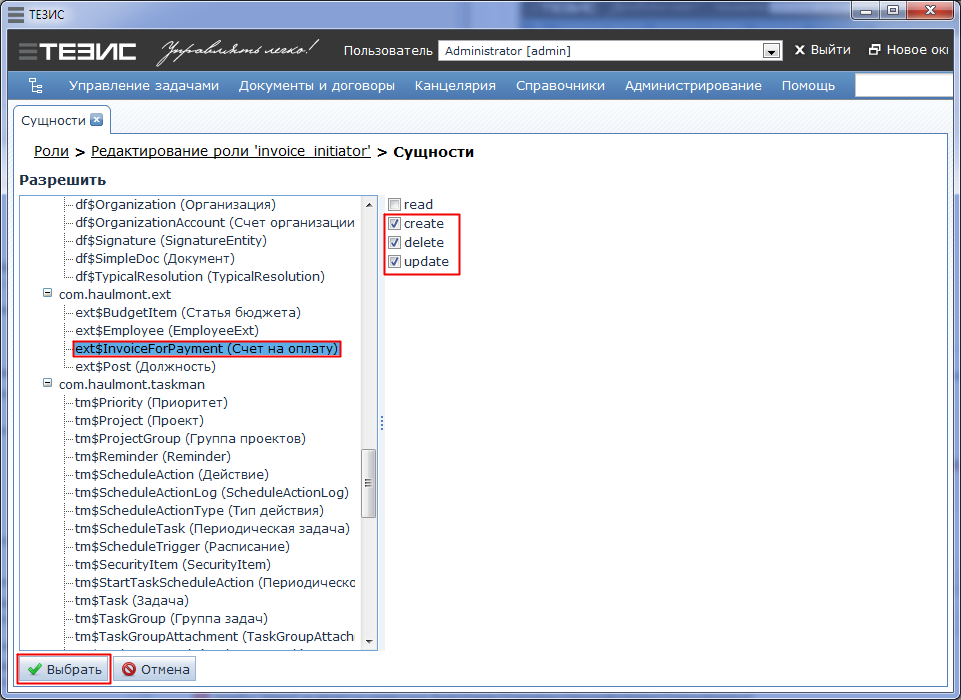 ТЕЗИС
ТЕЗИС Управлять легко! Пользователь Administrator [admin] Выйти Новое ок
Управление задачами Документы и договоры Канцелярия Справочники Администрирование Помощь
Сущности
Роли > Редактирование роли 'invoice_initiator' > Сущности
Разрешить
df$Organization (Организация)
df$OrganizationAccount (Счет организации
df$Signature (SignatureEntity)
df$SimpleDoc (Документ)
df$TypicalResolution (TypicalResolution)
com.haulmont.ext
ext$BudgetItem (Статья бюджета)
ext$Employee (EmployeeExt)
ext$InvoiceForPayment (Счет на оплату)
ext$Post (Должность)
com.haulmont.taskman
tm$Priority (Приоритет)
tm$Project (Проект)
tm$ProjectGroup (Группа проектов)
tm$Reminder (Reminder)
tm$ScheduleAction (Действие)
tm$ScheduleActionLog (ScheduleActionLog)
tm$ScheduleActionType (Тип действия)
tm$ScheduleTask (Периодическая задача)
tm$ScheduleTrigger (Расписание)
tm$SecurityItem (SecurityItem)
tm$StartTaskScheduleAction (Периодическо
tm$Task (Задача)
tm$TaskGroup (Группа задач)
tm$TaskGroupAttachment (TaskGroupAttach
read
create
delete
update
Выбрать Отмена